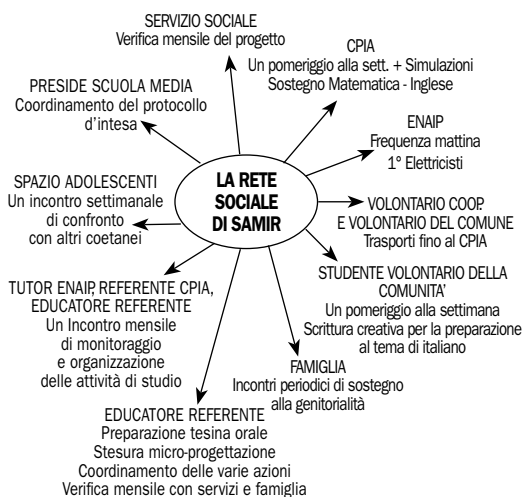 SERVIZIO SOCIALE
Verifica mensile del progetto
CPIA
Un pomeriggio alla sett. + Simulazioni
Sostegno Matematica - Inglese
PRESIDE SCUOLA MEDIA
Coordinamento del protocollo
d'intesa
ENAIP
Frequenza mattina
1° Elettricisti
SPAZIO ADOLESCENTI
Un incontro settimanale
di confronto
con altri coetanei
LA RETE
SOCIALE
DI SAMIR
VOLONTARIO COOP.
E VOLONTARIO DEL COMUNE
Trasporti fino al CPIA
TUTOR ENAIP, REFERENTE CPIA,
EDUCATORE REFERENTE
Un Incontro mensile
di monitoraggio
e organizzazione
delle attività di studio
STUDENTE VOLONTARIO DELLA
COMUNITA'
Un pomeriggio alla settimana
Scrittura creativa per la preparazione
al tema di italiano
FAMIGLIA
Incontri periodici di sostegno
alla genitorialità
EDUCATORE REFERENTE
Preparazione tesina orale
Stesura micro-progettazione
Coordinamento delle varie azioni
Verifica mensile con servizi e famiglia